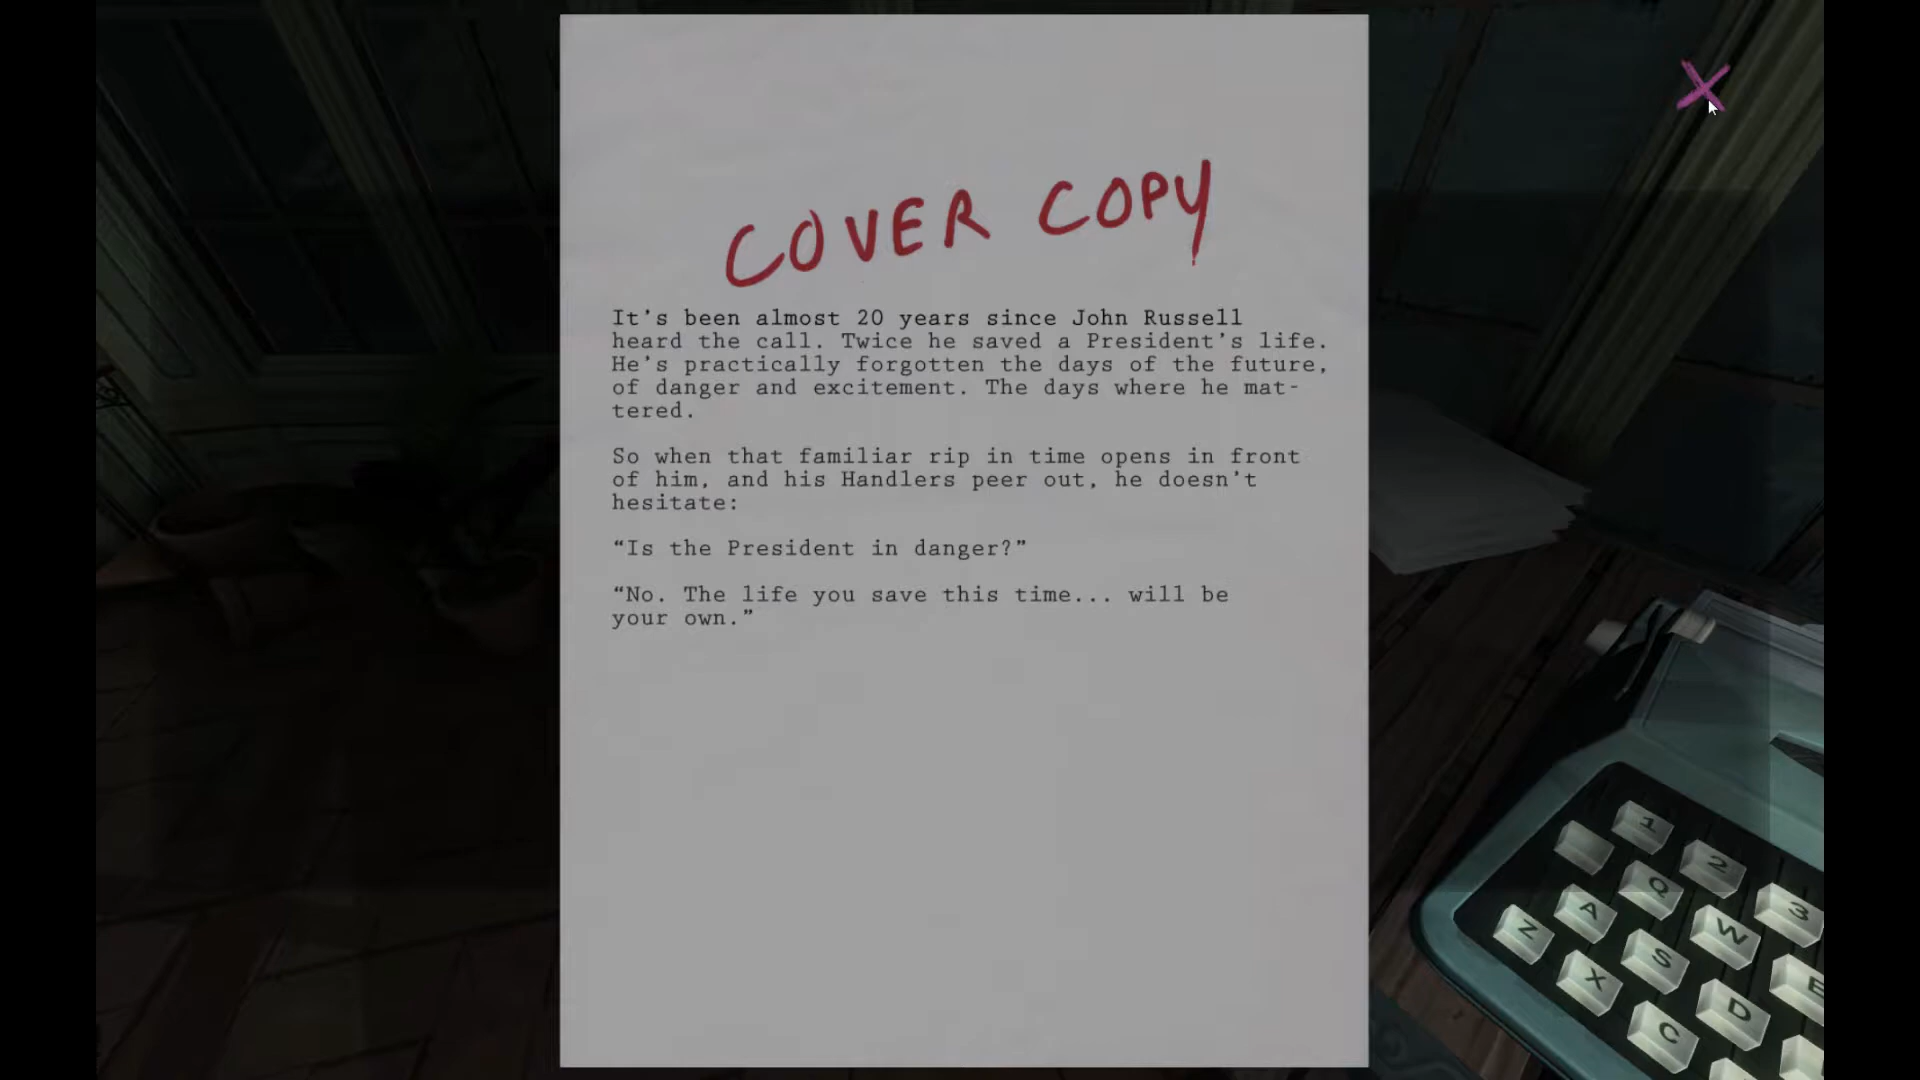 COVER COPY
It's been almost 20 years since John Russell
heard the call. Twice he saved a President's life.
He's practically forgotten the days of the future,
of danger and excitement. The days where he mat-
tered.
So when that familiar rip in time opens in front
of him, and his Handlers peer out, he doesn't
hesitate:
“Is the President in danger?”
“No. The life you save this time... will be
your own.”
1
2
3
Q
W
E
A
S
D
Z
X
C